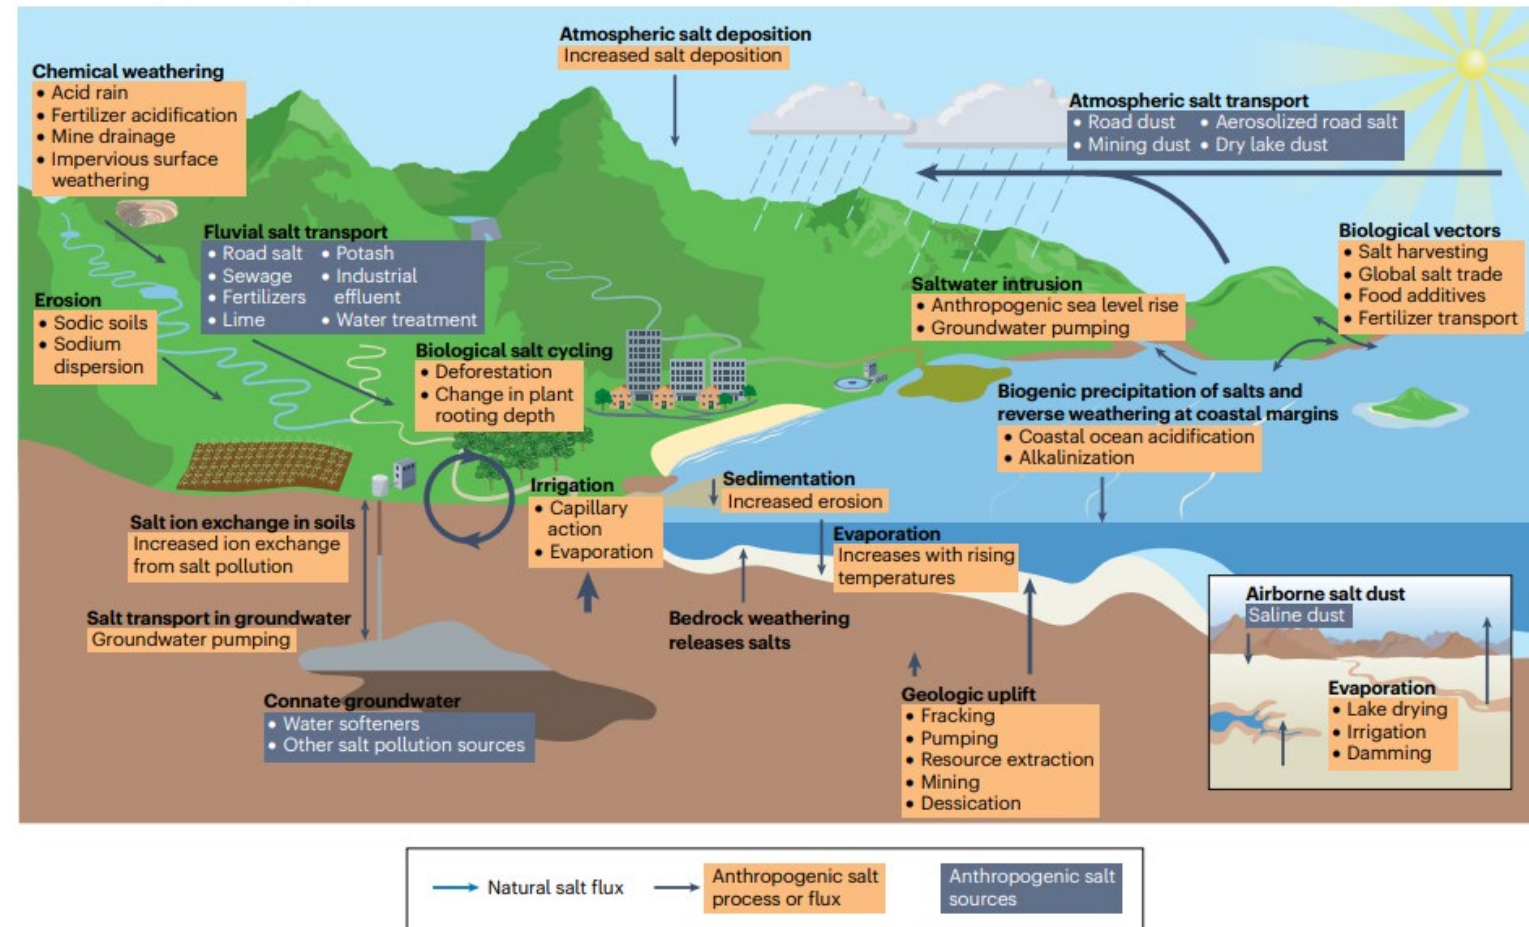 Atmospheric salt deposition
Increased salt deposition
Chemical weathering
• Acid rain
• Fertilizer acidification
• Mine drainage
• Impervious surface
weathering
Atmospheric salt transport
• Road dust • Aerosolized road salt
• Mining dust • Dry lake dust
Fluvial salt transport
• Road salt • Potash
• Sewage • Industrial
• Fertilizers effluent
• Lime • Water treatment
Biological vectors
• Salt harvesting
• Global salt trade
• Food additives
• Fertilizer transport
Erosion
• Sodic soils
• Sodium
dispersion
Saltwater intrusion
• Anthropogenic sea level rise
• Groundwater pumping
Biological salt cycling
• Deforestation
• Change in plant
rooting depth
Biogenic precipitation of salts and
reverse weathering at coastal margins
• Coastal ocean acidification
• Alkalinization
Irrigation
• Capillary
action
• Evaporation
Sedimentation
Increased erosion
Salt ion exchange in soils
Increased ion exchange
from salt pollution
Evaporation
Increases with rising
temperatures
Salt transport in groundwater
Groundwater pumping
Bedrock weathering
releases salts
Airborne salt dust
Saline dust
Evaporation
• Lake drying
• Irrigation
• Damming
Connate groundwater
• Water softeners
• Other salt pollution sources
Geologic uplift
• Fracking
• Pumping
• Resource extraction
• Mining
• Dessication
Natural salt flux
Anthropogenic salt
process or flux
Anthropogenic salt
sources